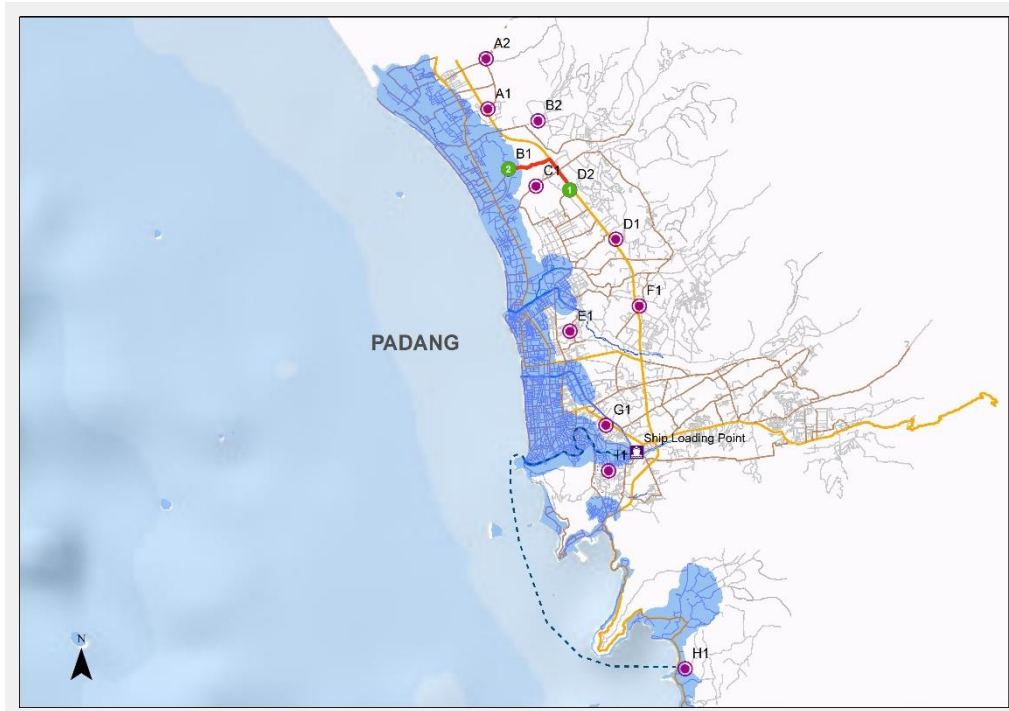 A2
A1
B2
B1
2
C1
D2
1
D1
F1
PADANG
E1
G1
Ship Loading Point
I1
N
H1